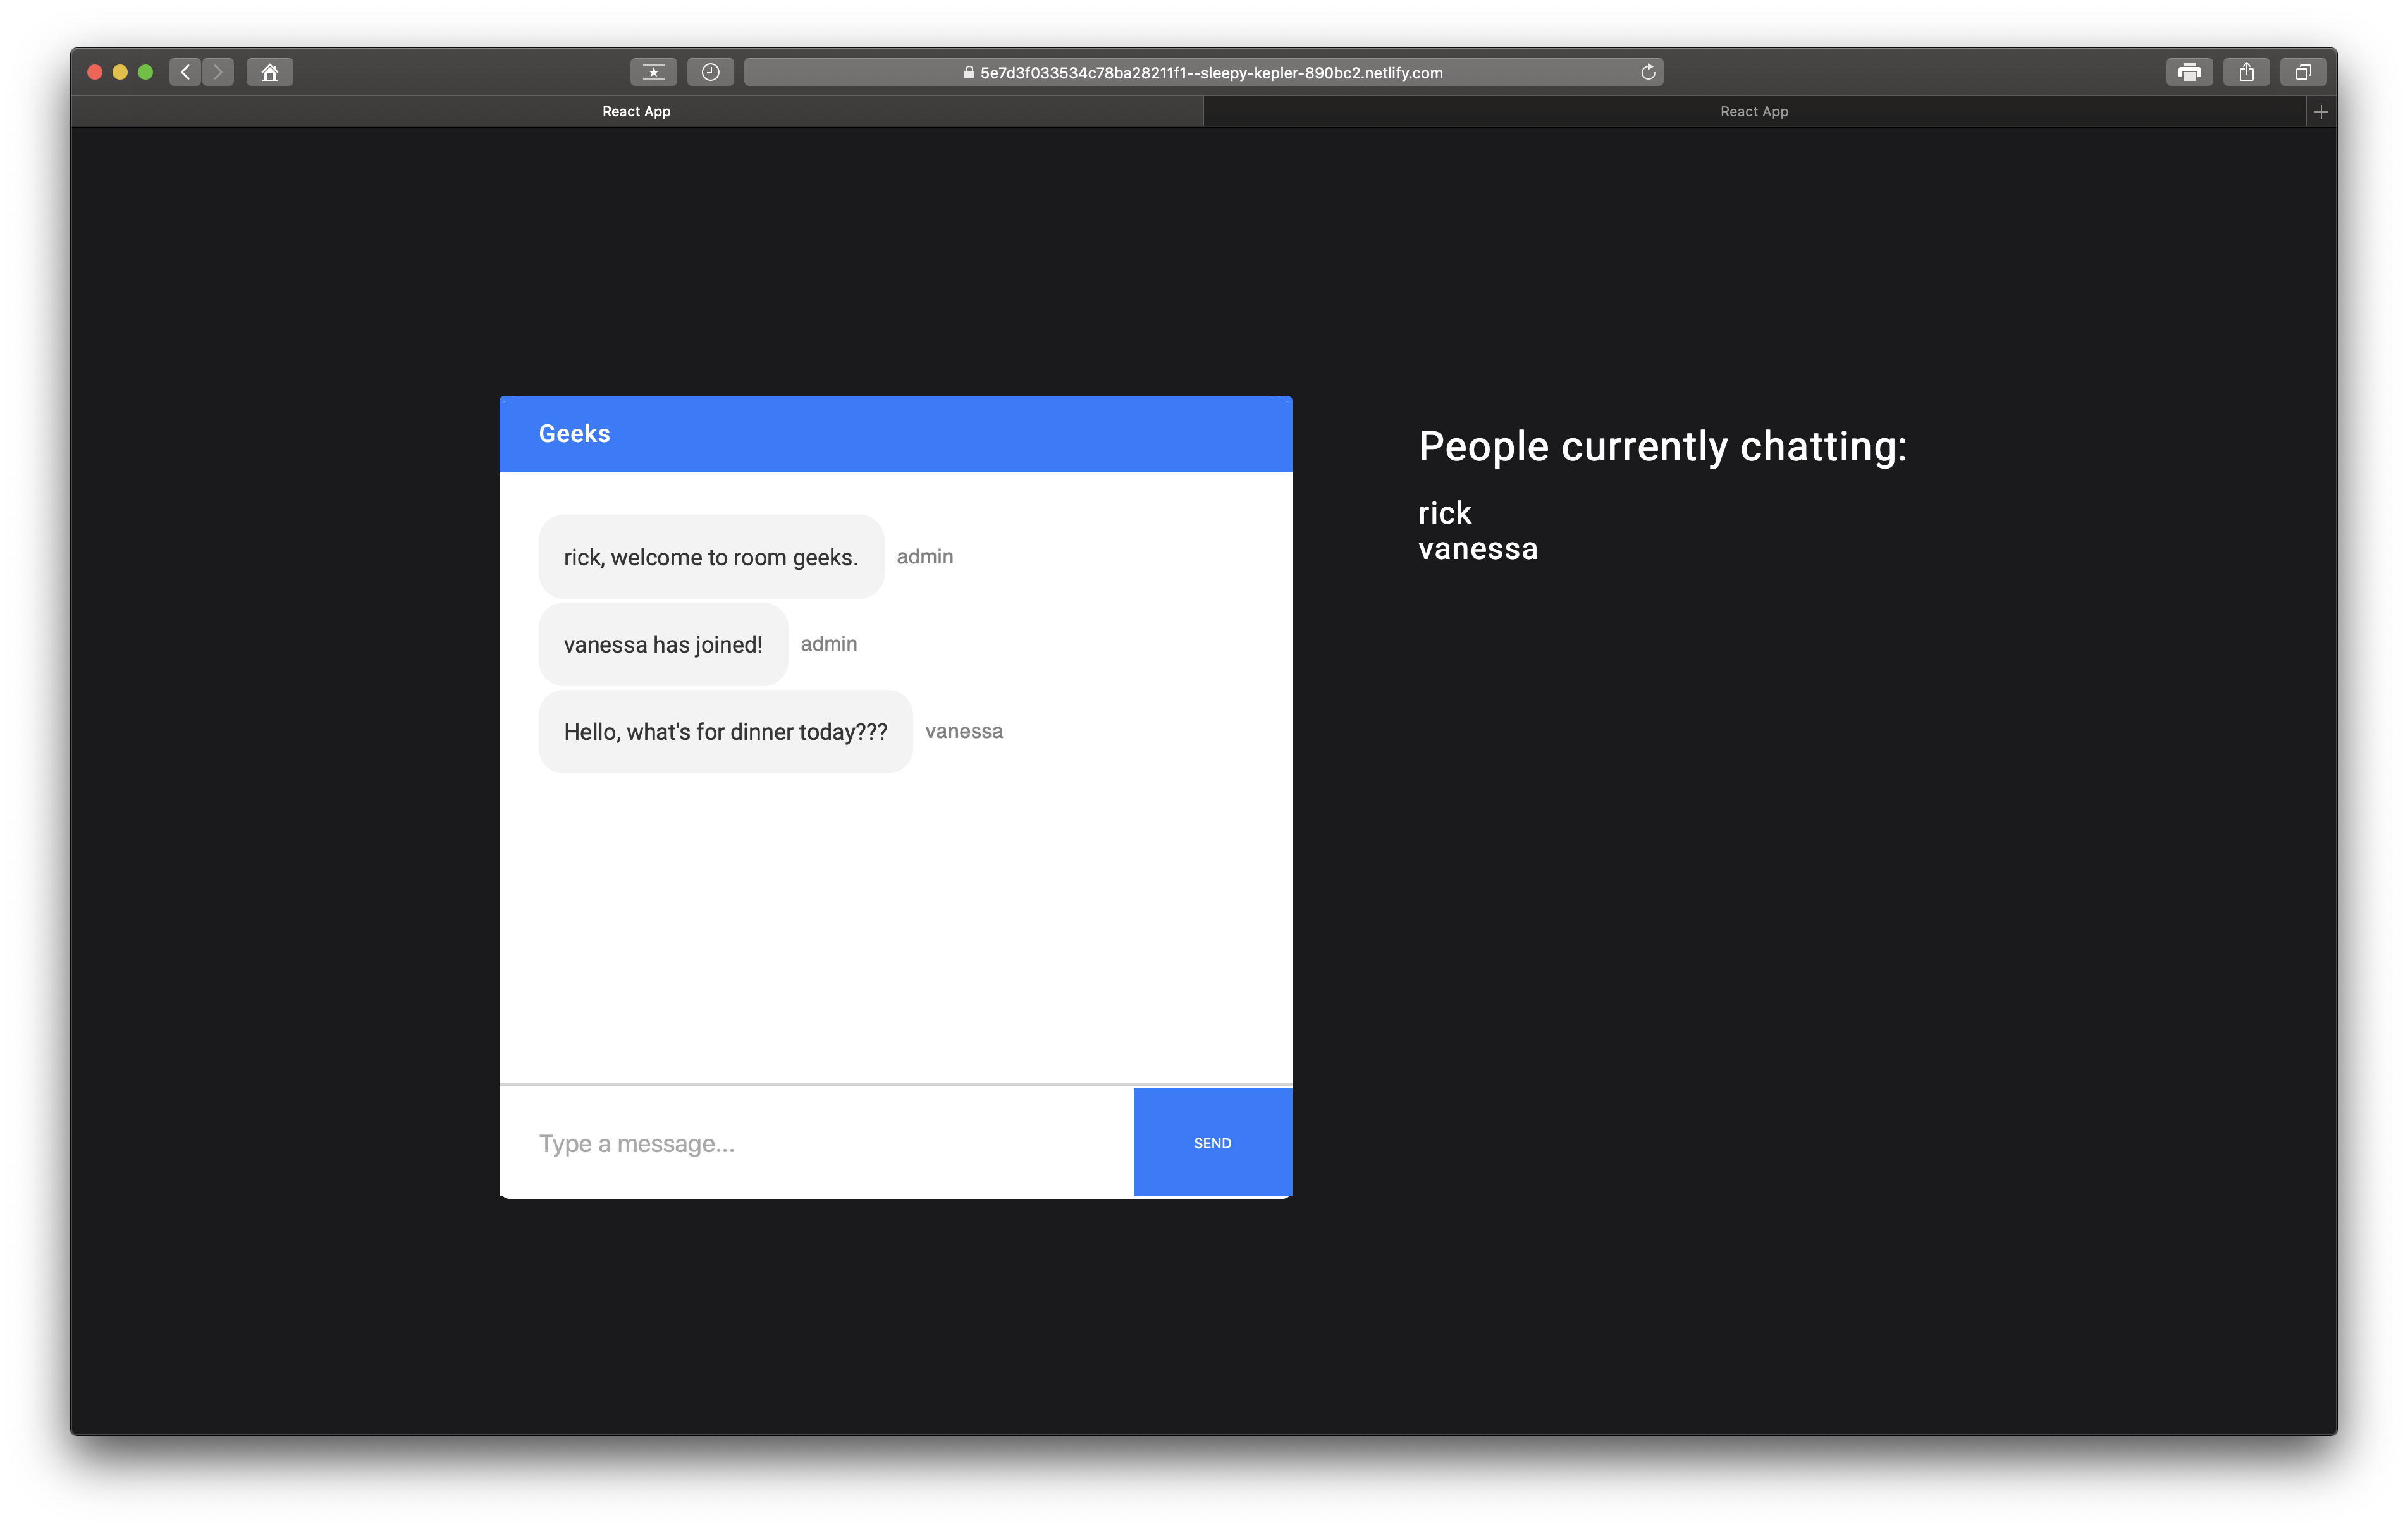 5e7d3f033534c78ba28211f1--sleepy-kepler-890bc2.netlify.com
React App
React App
Geeks
rick, welcome to room geeks. admin
vanessa has joined! admin
Hello, what's for dinner today??? vanessa
Type a message...
SEND
People currently chatting:
rick
vanessa